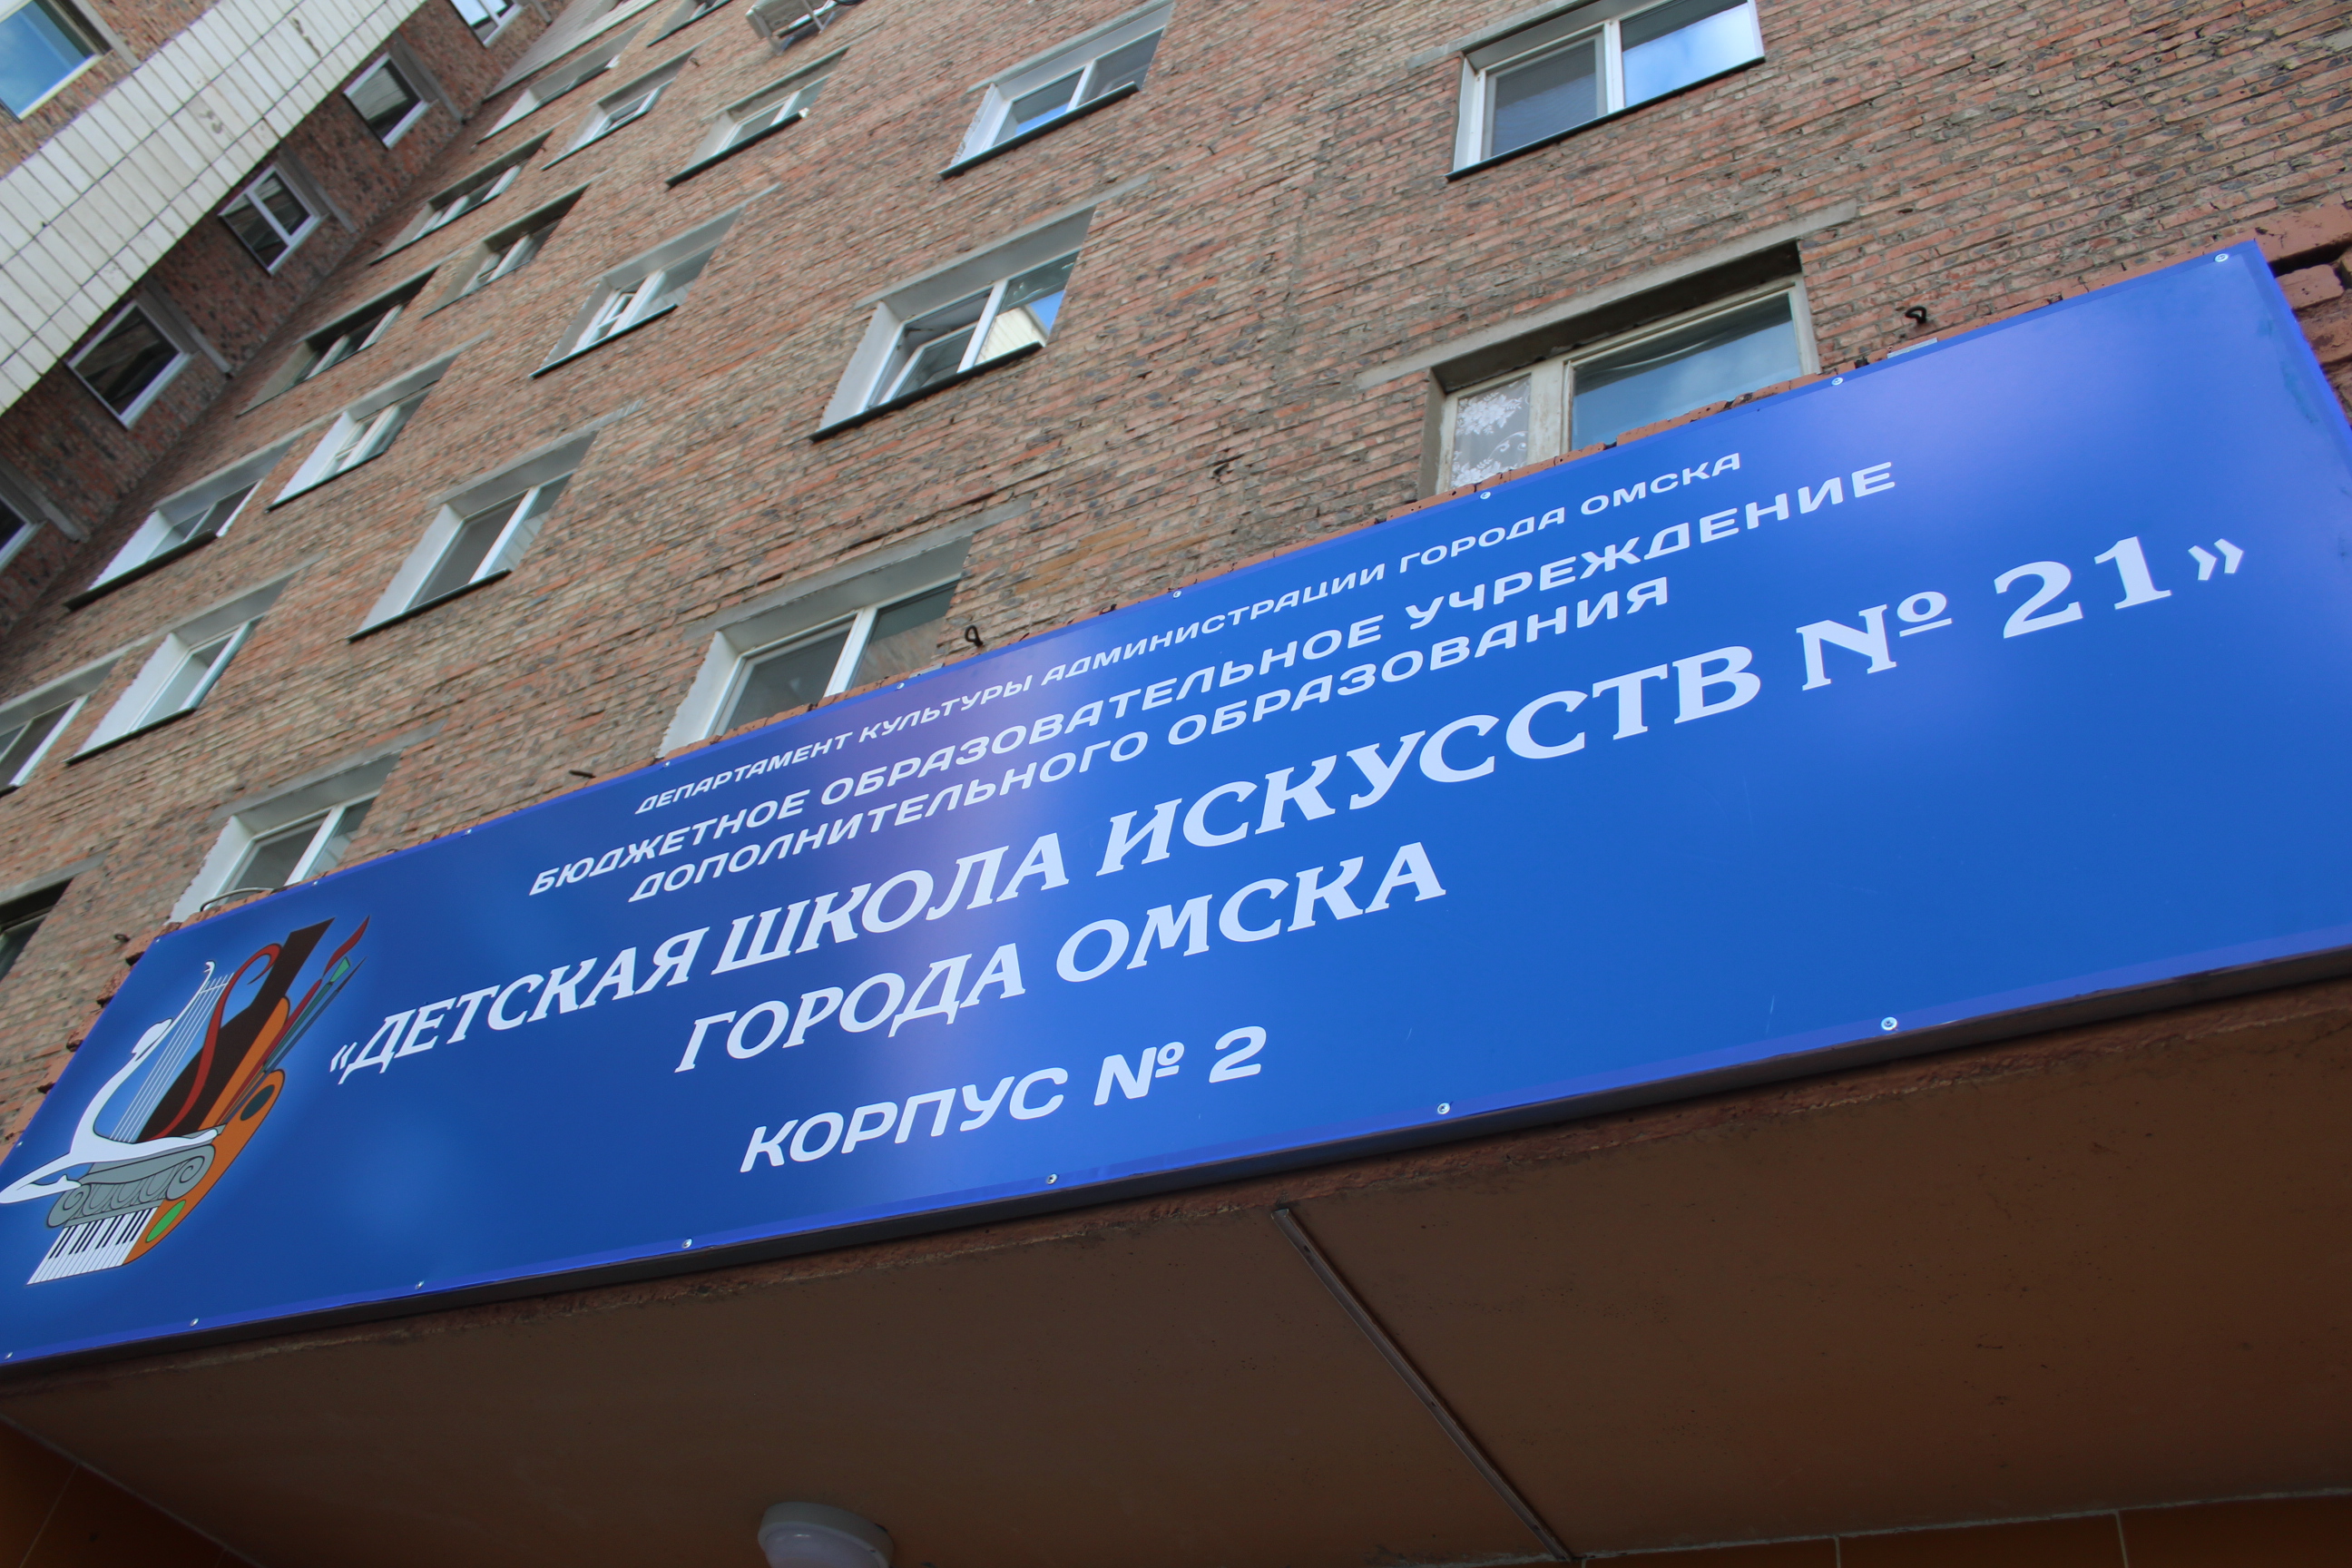 ДЕПАРТАМЕНТ КУЛЬТУРЫ АДМИНИСТРАЦИИ ГОРОДА ОМСКА
БЮДЖЕТНОЕ ОБРАЗОВАТЕЛЬНОЕ УЧРЕЖДЕНИЕ
ДОПОЛНИТЕЛЬНОГО ОБРАЗОВАНИЯ
«ДЕТСКАЯ ШКОЛА ИСКУССТВ № 21»
ГОРОДА ОМСКА
КОРПУС № 2